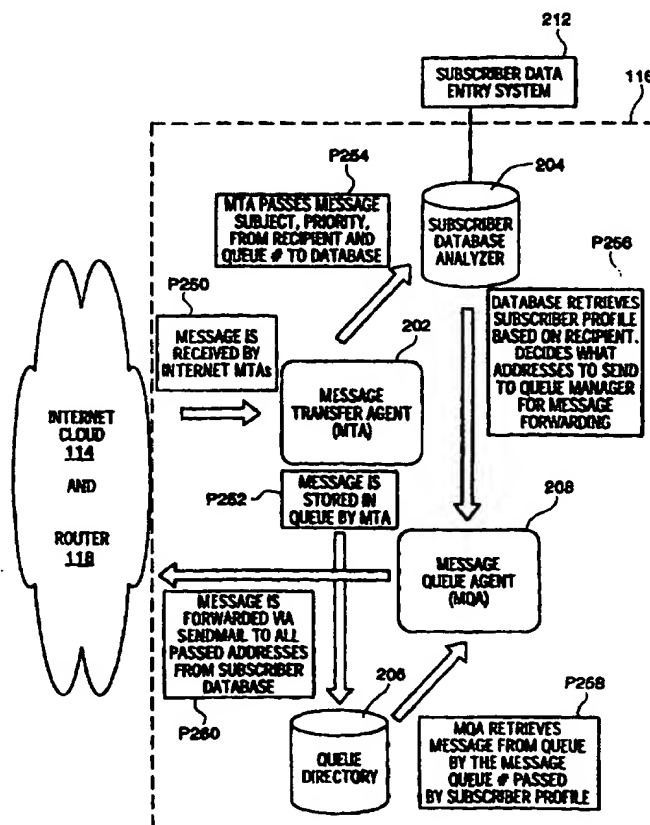 212
SUBSCRIBER DATA
ENTRY SYSTEM
116
P254
204
MTA PASSES MESSAGE
SUBJECT, PRIORITY,
FROM RECIPIENT AND
QUEUE # TO DATABASE
SUBSCRIBER
DATABASE
ANALYZER
P256
P250
DATABASE RETRIEVES
SUBSCRIBER PROFILE
BASED ON RECIPIENT.
DECIDES WHAT
ADDRESSES TO SEND
TO QUEUE MANAGER
FOR MESSAGE
FORWARDING
MESSAGE IS
RECEIVED BY
INTERNET MTAs
202
MESSAGE
TRANSFER AGENT
(MTA)
INTERNET
CLOUD
114
AND
ROUTER
118
P252
MESSAGE IS
STORED IN
QUEUE BY MTA
208
MESSAGE
QUEUE AGENT
(MQA)
MESSAGE IS
FORWARDED VIA
SENDMAIL TO ALL
PASSED ADDRESSES
FROM SUBSCRIBER
DATABASE
P260
206
QUEUE
DIRECTORY
P258
MQA RETRIEVES
MESSAGE FROM QUEUE
BY THE MESSAGE
QUEUE # PASSED
BY SUBSCRIBER PROFILE